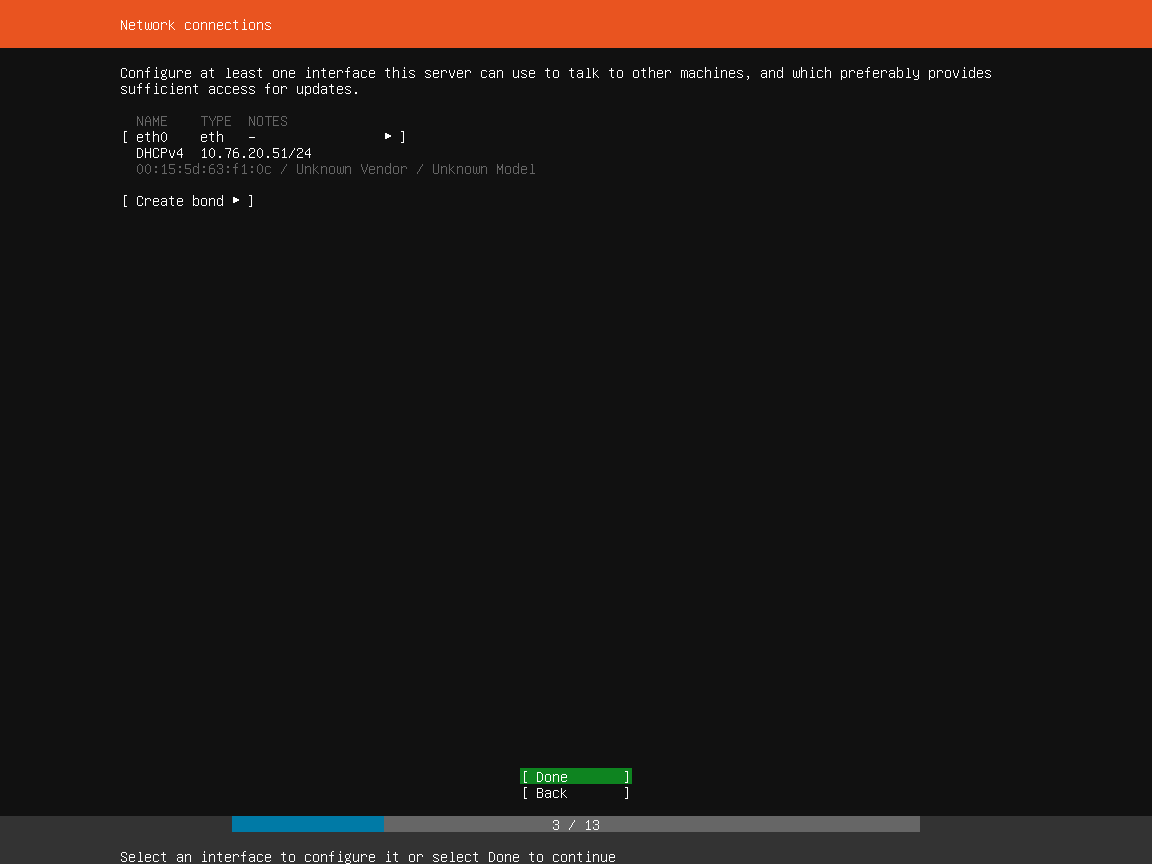 Network connections
Configure at least one interface this server can use to talk to other machines, and which preferably provides
sufficient access for updates.
NAME TYPE NOTES
[ eth0 eth - ▸ ]
DHCPv4 10.76.20.51/24
00:15:5d:63:f1:0c / Unknown Vendor / Unknown Model
[ Create bond ▸ ]
[ Done ]
[ Back ]
3 / 13
Select an interface to configure it or select Done to continue